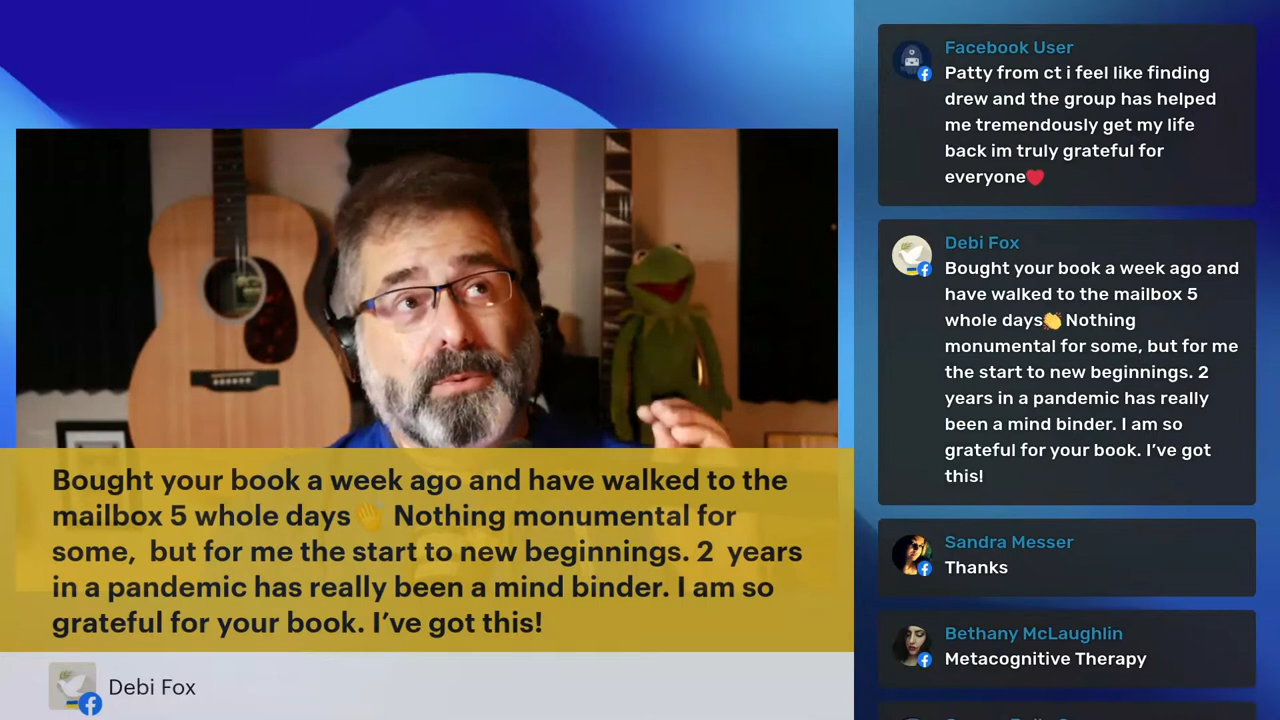 Bought your book a week ago and have walked to the
mailbox 5 whole days👏 Nothing monumental for
some, but for me the start to new beginnings. 2 years
in a pandemic has really been a mind binder. I am so
grateful for your book. I’ve got this!
Debi Fox
Facebook User
Patty from ct i feel like finding
drew and the group has helped
me tremendously get my life
back im truly grateful for
everyone❤️
Debi Fox
Bought your book a week ago and
have walked to the mailbox 5
whole days👏 Nothing
monumental for some, but for me
the start to new beginnings. 2
years in a pandemic has really
been a mind binder. I am so
grateful for your book. I’ve got
this!
Sandra Messer
Thanks
Bethany McLaughlin
Metacognitive Therapy